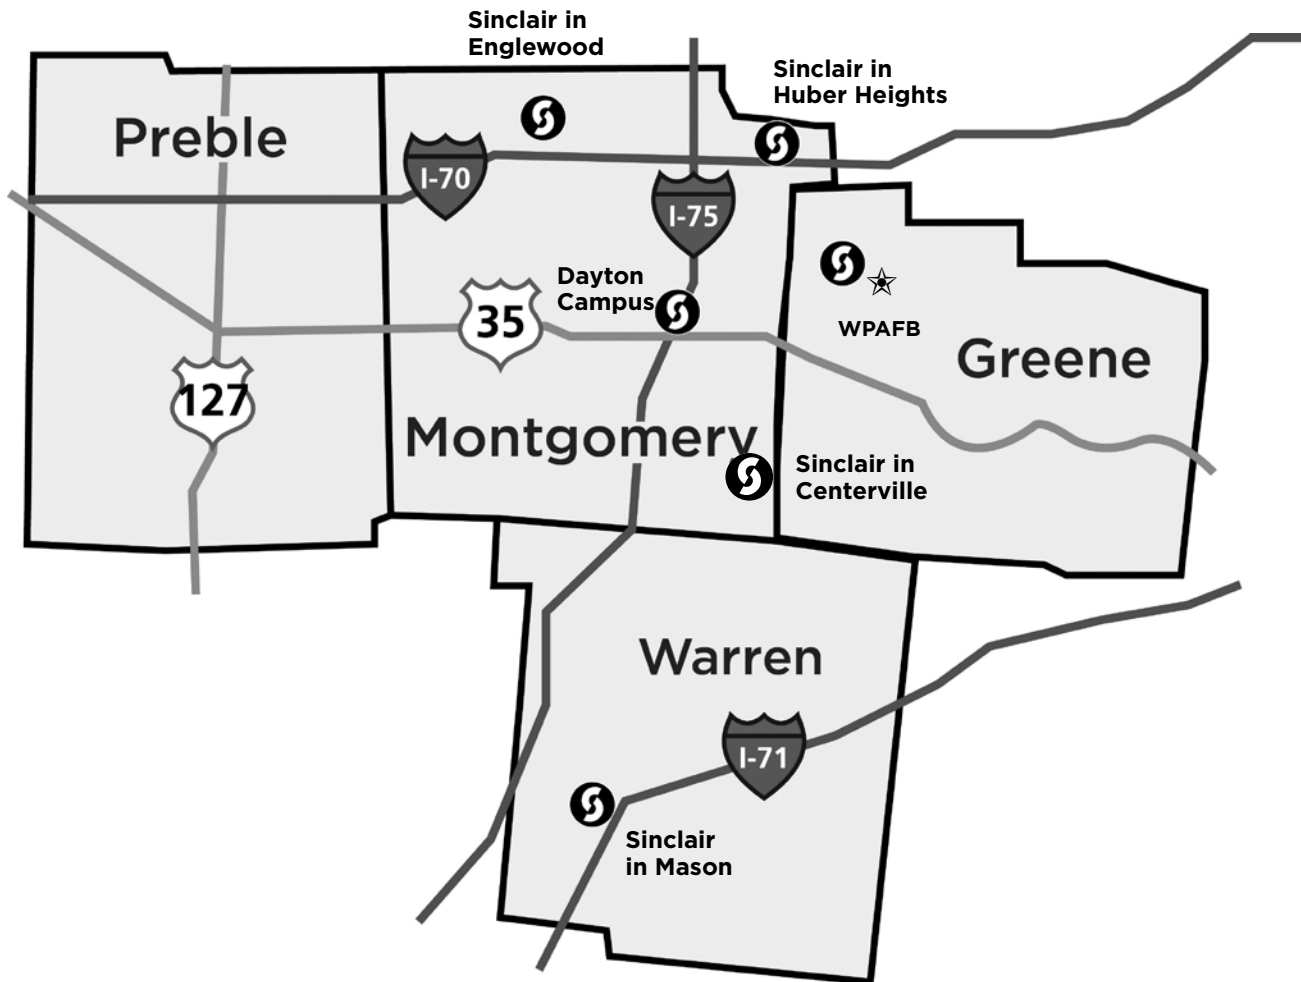 Sinclair in
Englewood
Sinclair in
Huber Heights
Preble
I-70
I-75
Dayton
Campus
35
WPAFB
Greene
127
Montgomery
Sinclair in
Centerville
Warren
I-71
Sinclair
in Mason